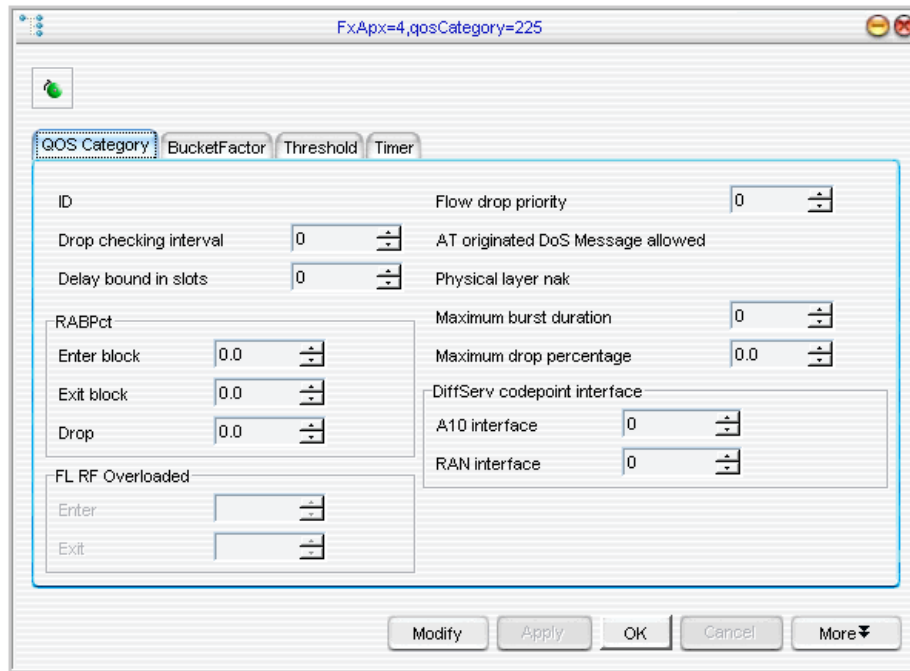 FxApx=4,qosCategory=225
QOS Category BucketFactor Threshold Timer
ID
Drop checking interval 0
Delay bound in slots 0
RABPct
Enter block 0.0
Exit block 0.0
Drop 0.0
FL RF Overloaded
Enter
Exit
Flow drop priority 0
AT originated DoS Message allowed
Physical layer nak
Maximum burst duration 0
Maximum drop percentage 0.0
DiffServ codepoint interface
A10 interface 0
RAN interface 0
Modify Apply OK Cancel More